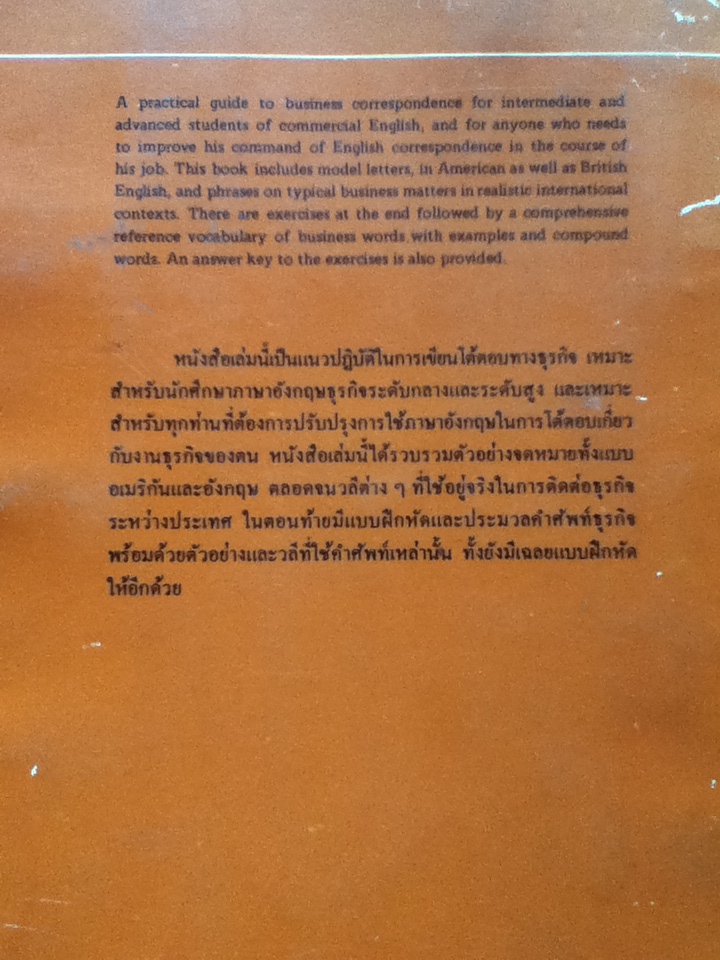 A practical guide to business correspondence for intermediate and
advanced students of commercial English, and for anyone who needs
to improve his command of English correspondence in the course of
his job. This book includes model letters, in American as well as British
English, and phrases on typical business matters in realistic international
contexts. There are exercises at the end followed by a comprehensive
reference vocabulary of business words with examples and compound
words. An answer key to the exercises is also provided.
หนังสือเล่มนี้เป็นแนวปฏิบัติในการเขียนโต้ตอบทางธุรกิจ เหมาะ
สำหรับนักศึกษาภาษาอังกฤษธุรกิจระดับกลางและระดับสูง และเหมาะ
สำหรับทุกท่านที่ต้องการปรับปรุงการใช้ภาษาอังกฤษในการโต้ตอบเกี่ยว
กับงานธุรกิจของตน หนังสือเล่มนี้ได้รวบรวมตัวอย่างจดหมายทั้งแบบ
อเมริกันและอังกฤษ ตลอดจนวลีต่าง ๆ ที่ใช้อยู่จริงในการติดต่อธุรกิจ
ระหว่างประเทศ ในตอนท้ายมีแบบฝึกหัดและประมวลคำศัพท์ธุรกิจ
พร้อมด้วยตัวอย่างและวลีที่ใช้คำศัพท์เหล่านั้น ทั้งยังมีเฉลยแบบฝึกหัด
ให้อีกด้วย